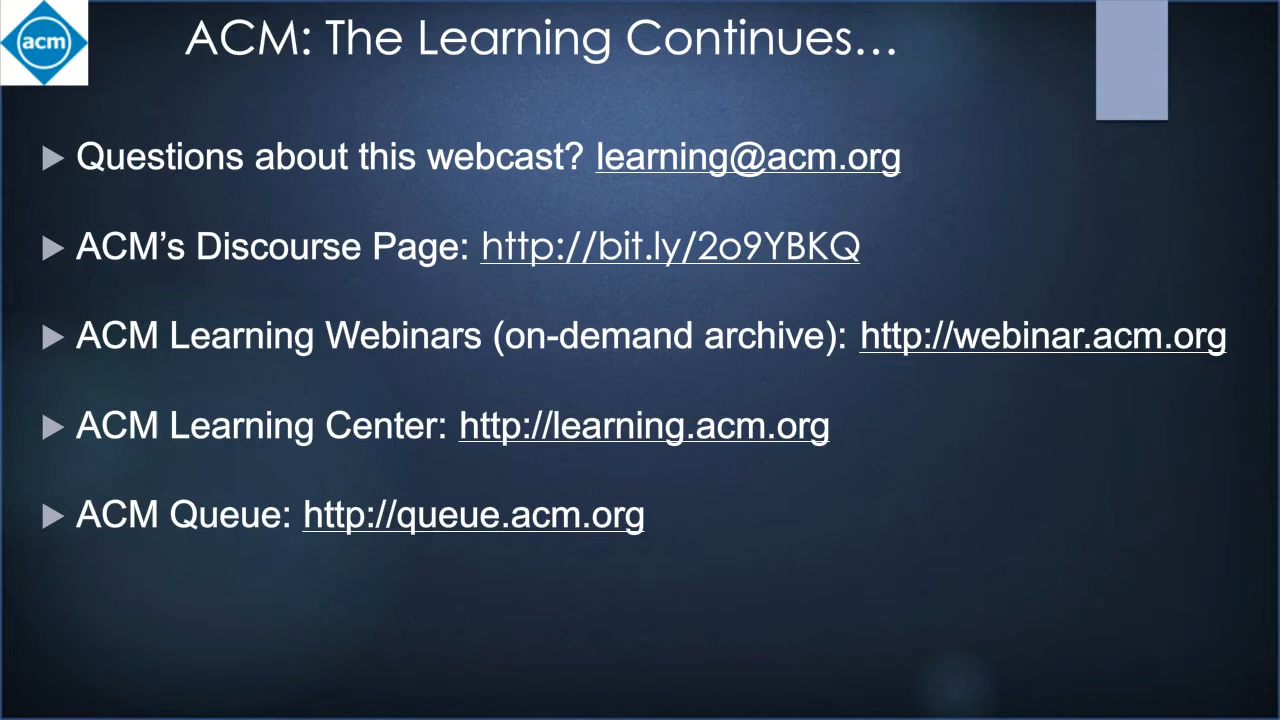 acm
ACM: The Learning Continues…
Questions about this webcast? learning@acm.org
ACM’s Discourse Page: http://bit.ly/2o9YBKQ
ACM Learning Webinars (on-demand archive): http://webinar.acm.org
ACM Learning Center: http://learning.acm.org
ACM Queue: http://queue.acm.org